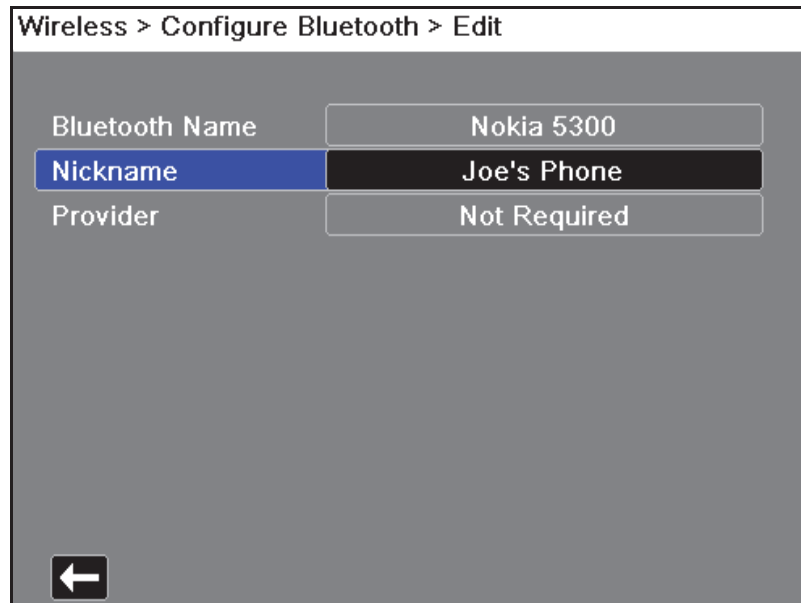 Wireless > Configure Bluetooth > Edit
Bluetooth Name Nokia 5300
Nickname Joe's Phone
Provider Not Required